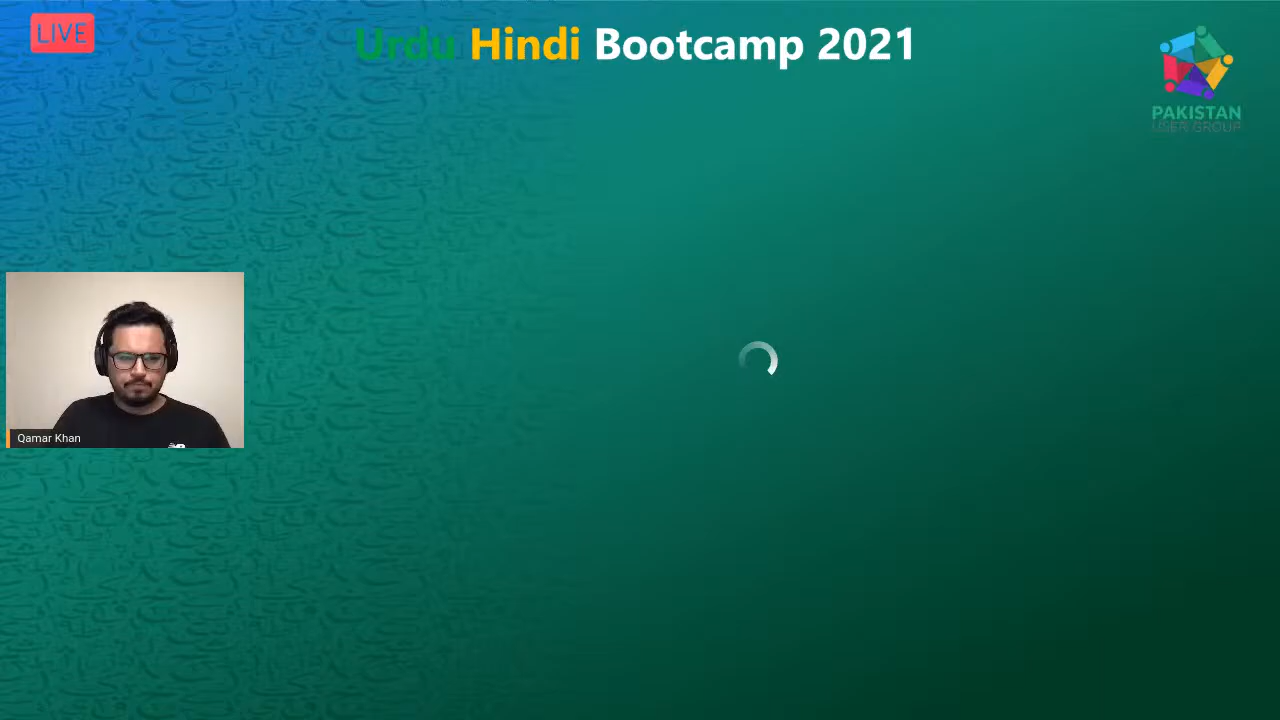 LIVE
Urdu Hindi Bootcamp 2021
PAKISTAN
USER GROUP
Qamar Khan